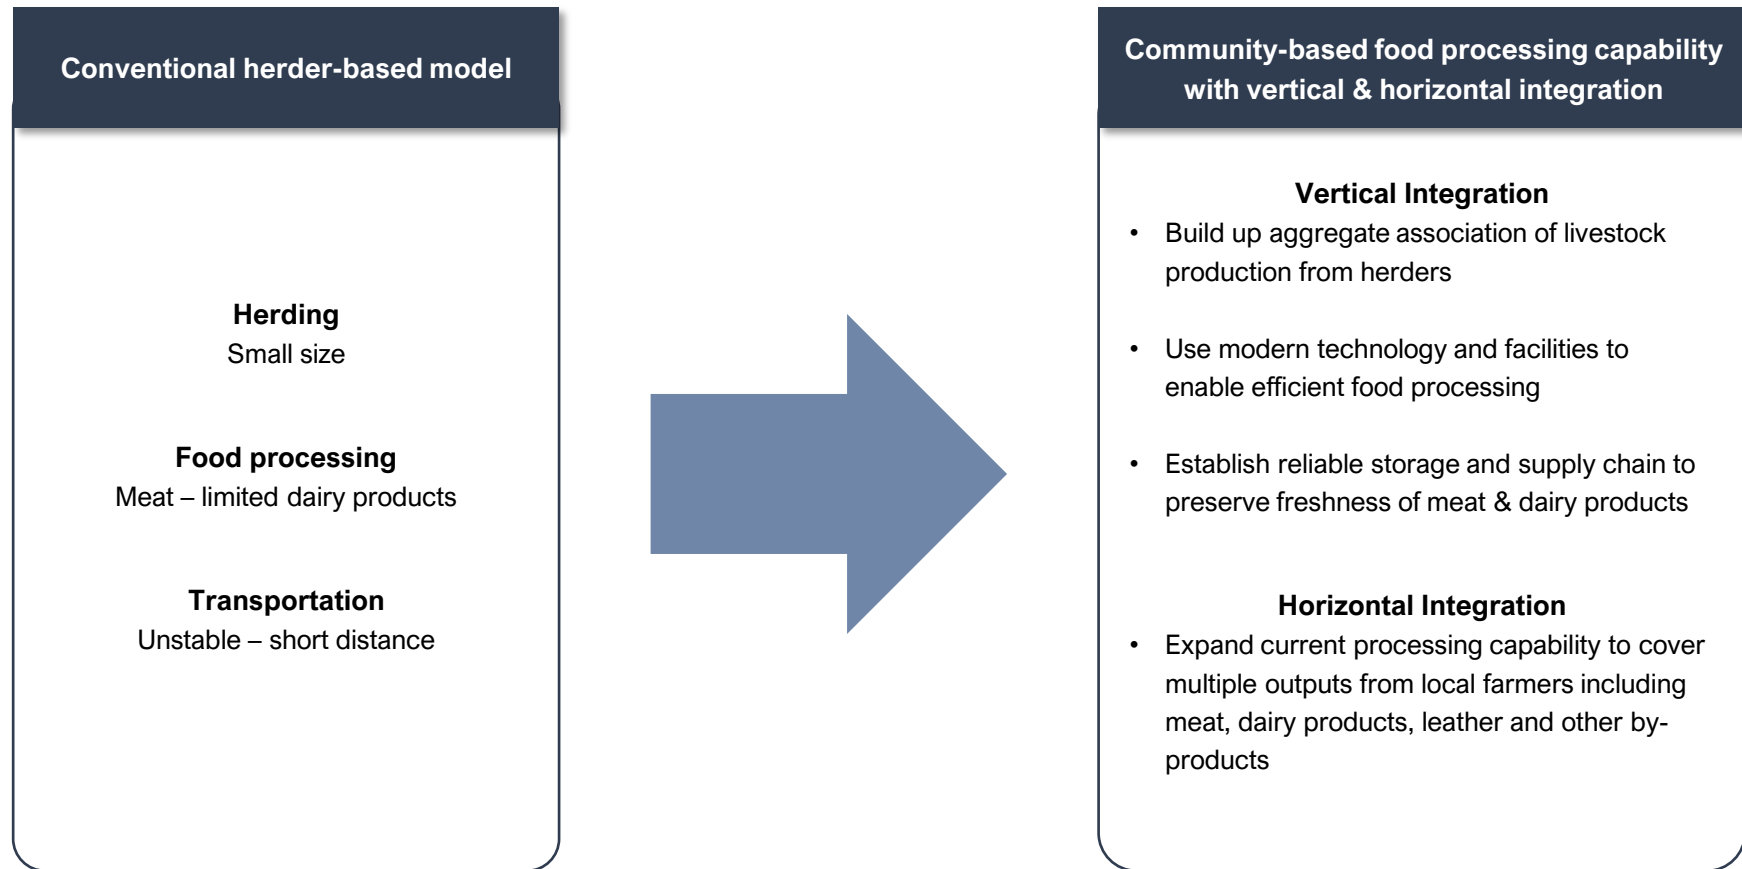 Conventional herder-based model
Herding
Small size
Food processing
Meat – limited dairy products
Transportation
Unstable – short distance
Community-based food processing capability
with vertical & horizontal integration
Vertical Integration
• Build up aggregate association of livestock
production from herders
• Use modern technology and facilities to
enable efficient food processing
• Establish reliable storage and supply chain to
preserve freshness of meat & dairy products
Horizontal Integration
• Expand current processing capability to cover
multiple outputs from local farmers including
meat, dairy products, leather and other by-
products